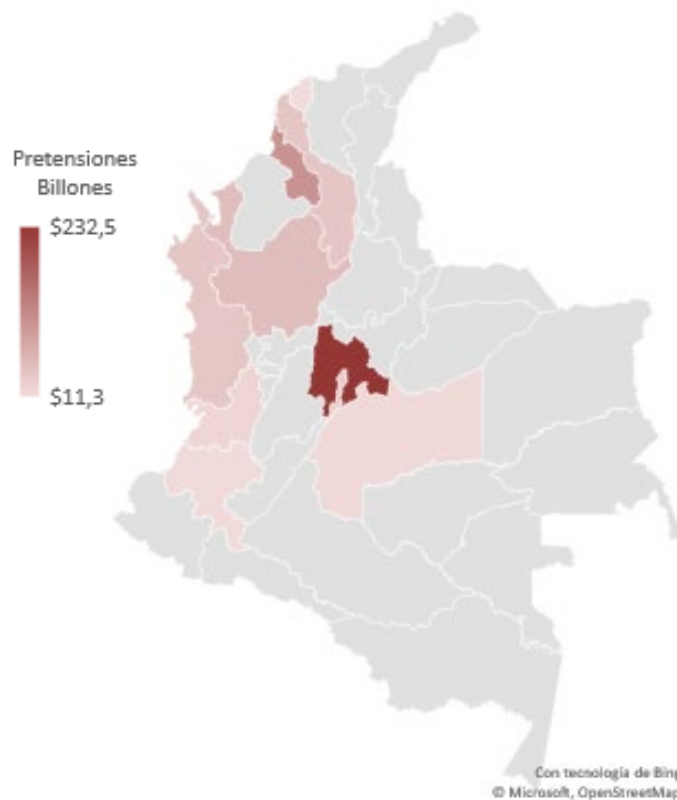 Pretensiones
Billones
$232,5
$11,3
Con tecnología de Bing
© Microsoft, OpenStreetMap